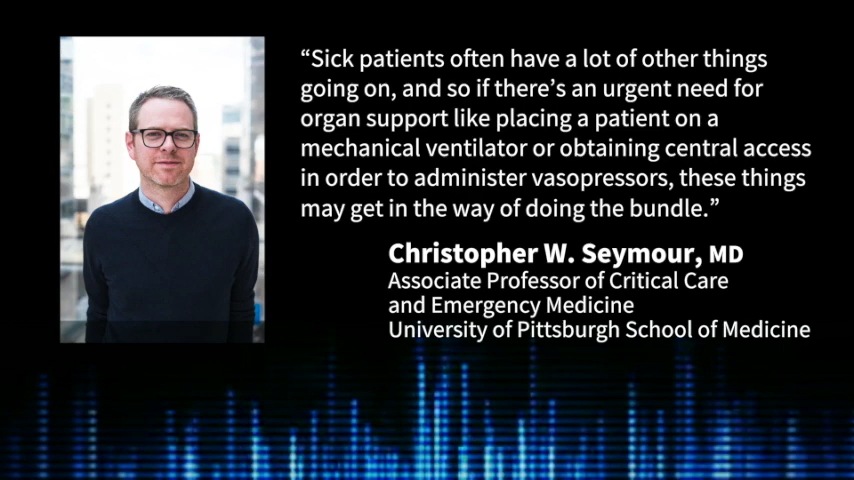 “Sick patients often have a lot of other things
going on, and so if there’s an urgent need for
organ support like placing a patient on a
mechanical ventilator or obtaining central access
in order to administer vasopressors, these things
may get in the way of doing the bundle.”
Christopher W. Seymour, MD
Associate Professor of Critical Care
and Emergency Medicine
University of Pittsburgh School of Medicine